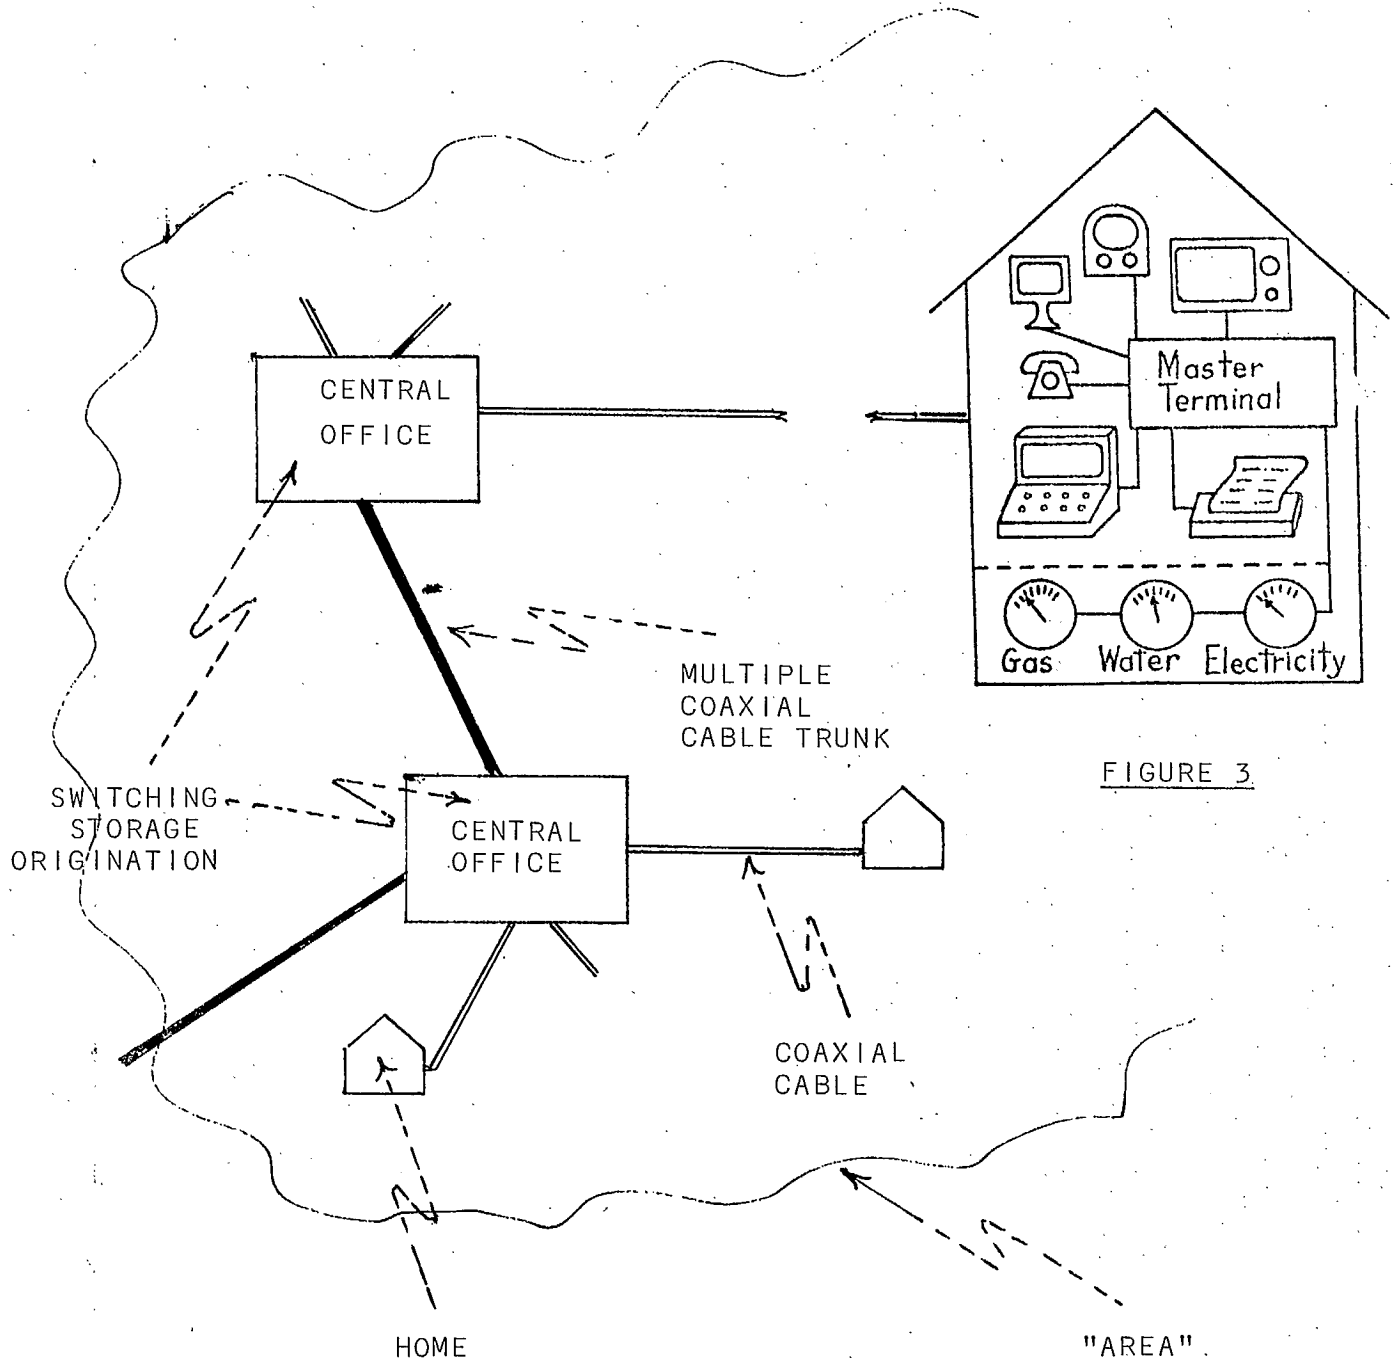 CENTRAL
OFFICE
Master
Terminal
Gas Water Electricity
MULTIPLE
COAXIAL
CABLE TRUNK
FIGURE 3
SWITCHING
STORAGE
ORIGINATION
CENTRAL
OFFICE
COAXIAL
CABLE
HOME
"AREA"